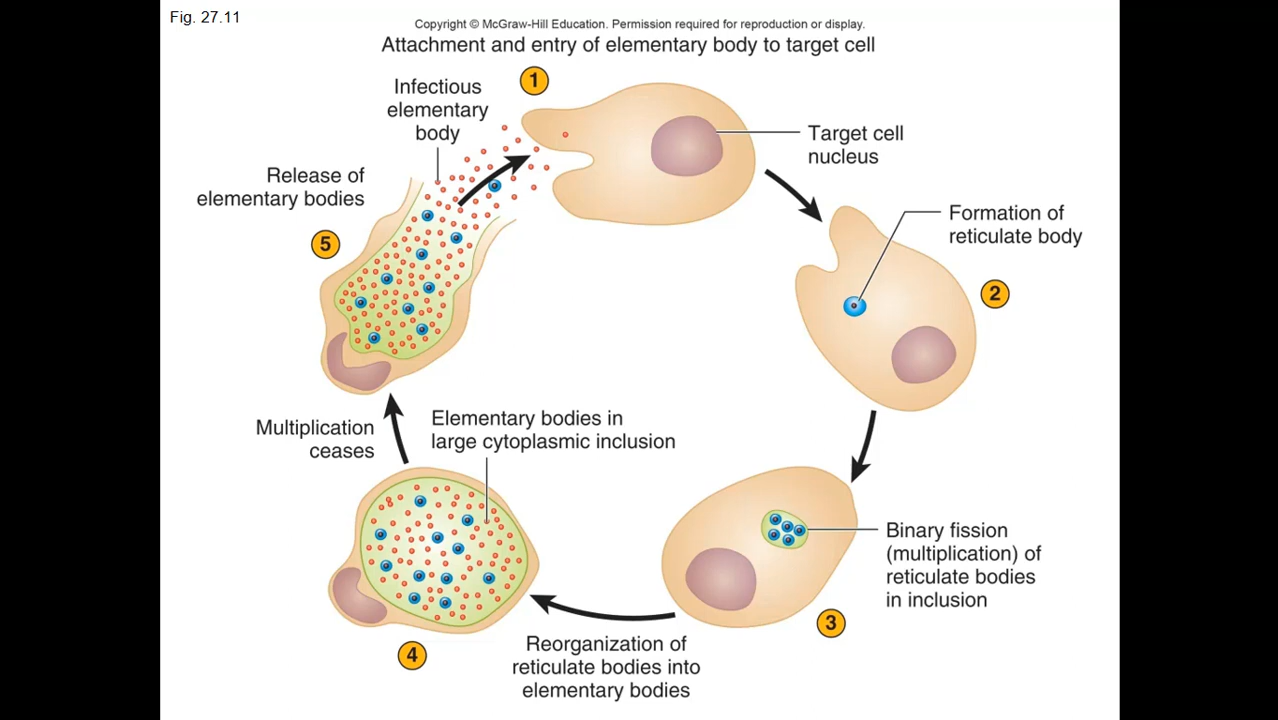 Fig. 27.11
Copyright © McGraw-Hill Education. Permission required for reproduction or display.
Attachment and entry of elementary body to target cell
1
Infectious
elementary
body
Target cell
nucleus
Release of
elementary bodies
5
Formation of
reticulate body
2
Multiplication
ceases
Elementary bodies in
large cytoplasmic inclusion
Binary fission
(multiplication) of
reticulate bodies
in inclusion
3
4
Reorganization of
reticulate bodies into
elementary bodies